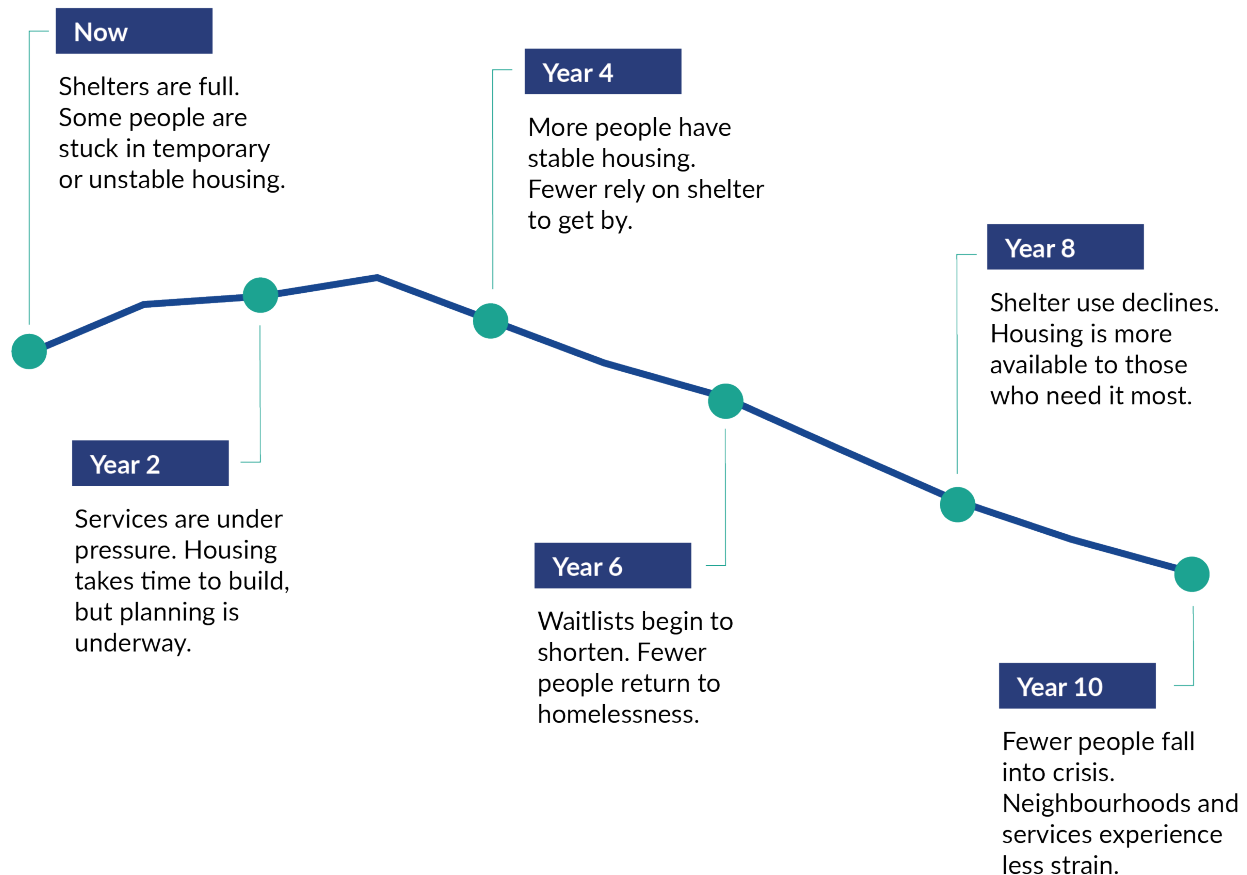 Now
Shelters are full.
Some people are
stuck in temporary
or unstable housing.
Year 2
Services are under
pressure. Housing
takes time to build,
but planning is
underway.
Year 4
More people have
stable housing.
Fewer rely on shelter
to get by.
Year 6
Waitlists begin to
shorten. Fewer
people return to
homelessness.
Year 8
Shelter use declines.
Housing is more
available to those
who need it most.
Year 10
Fewer people fall
into crisis.
Neighbourhoods and
services experience
less strain.